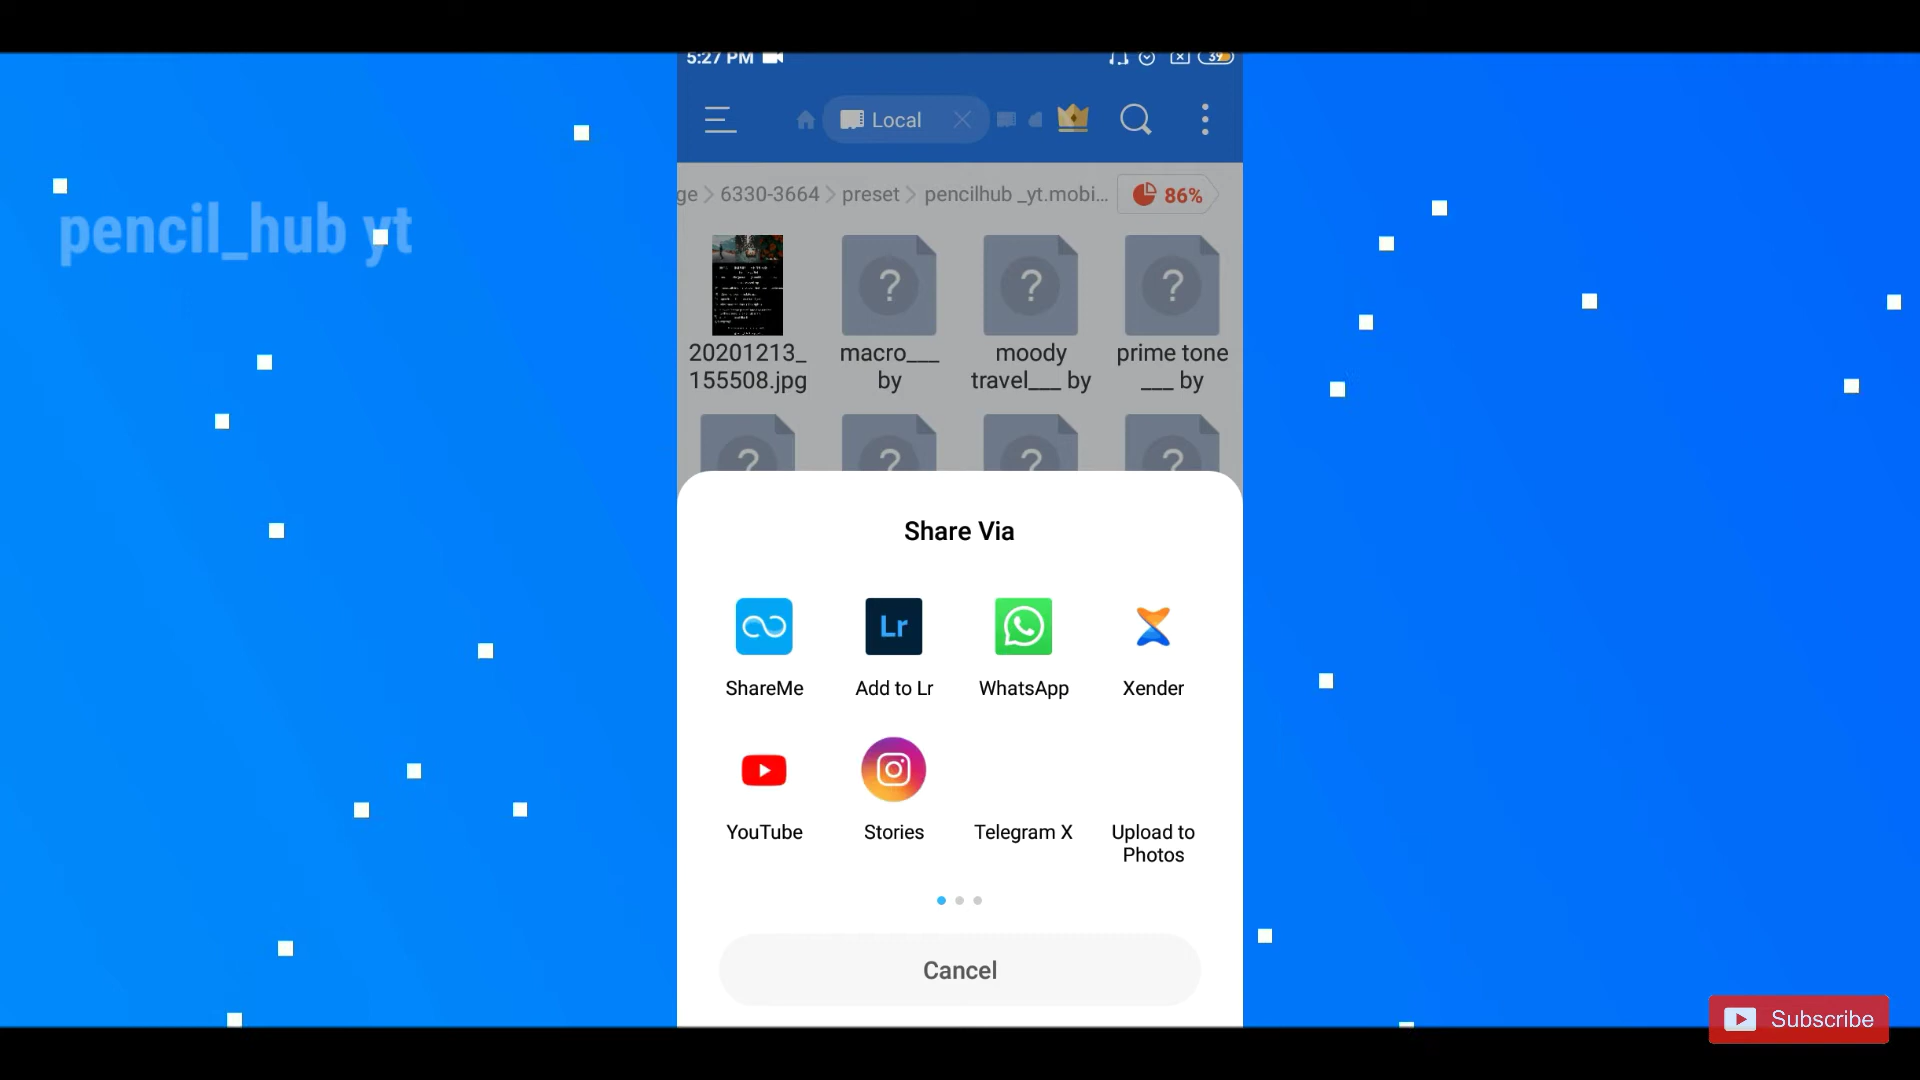 5:27 PM
39
Local
pencil_hub yt
ge > 6330-3664 > preset > pencilhub _yt.mobi...
86%
20201213_
155508.jpg
macro___
by
moody
travel___ by
prime tone
___ by
Share Via
Lr
ShareMe
Add to Lr
WhatsApp
Xender
YouTube
Stories
Telegram X
Upload to
Photos
Cancel
Subscribe